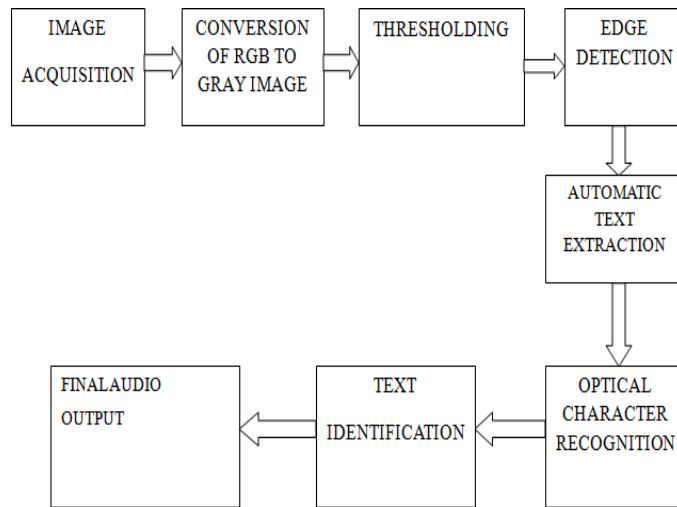 IMAGE
ACQUISITION
CONVERSION
OF RGB TO
GRAY IMAGE
THRESHOLDING
EDGE
DETECTION
AUTOMATIC
TEXT
EXTRACTION
OPTICAL
CHARACTER
RECOGNITION
TEXT
IDENTIFICATION
FINALAUDIO
OUTPUT